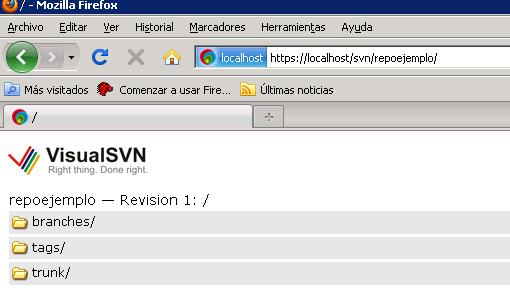 / - Mozilla Firefox
Archivo Editar Ver Historial Marcadores Herramientas Ayuda
localhost https://localhost/svn/repoejemplo/
Más visitados Comenzar a usar Fire... Últimas noticias
/
VisualSVN
Right thing. Done right.
repoejemplo — Revision 1: /
branches/
tags/
trunk/